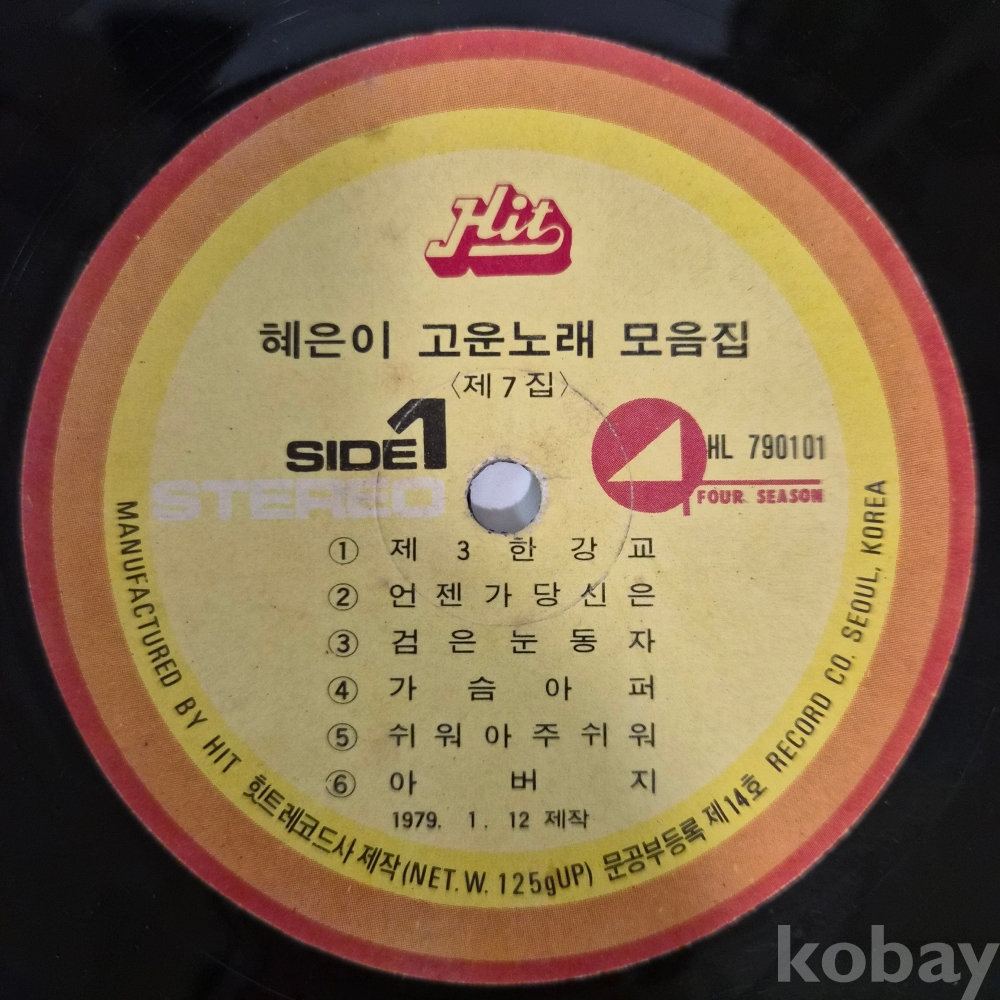 Hit
혜은이 고운노래 모음집
〈제7집〉
SIDE 1
STEREO
4
HL 790101
FOUR SEASON
① 제3한강교
② 언젠가당신은
③ 검은눈동자
④ 가슴아퍼
⑤ 쉬워아주쉬워
⑥ 아버지
1979. 1. 12 제작
MANUFACTURED BY HIT 힛트레코드사 제작(NET.W. 125gUP) 문공부등록 제14호 RECORD CO. SEOUL, KOREA
kobay